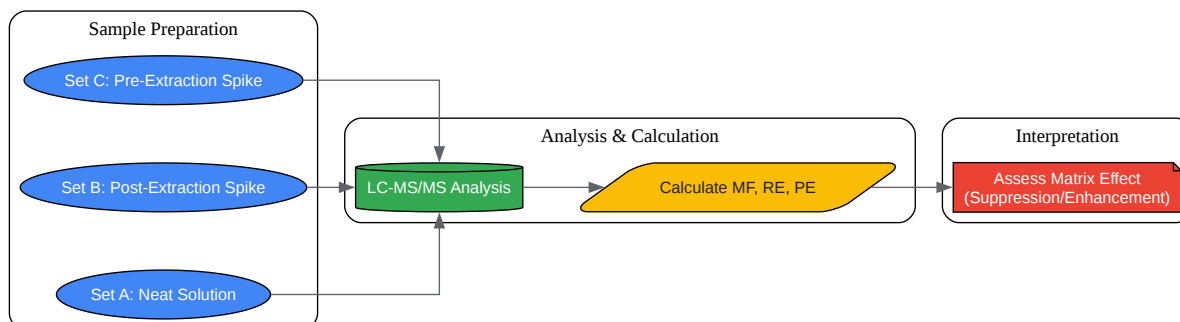 Sample Preparation
Set C: Pre-Extraction Spike
Set B: Post-Extraction Spike
Set A: Neat Solution
Analysis & Calculation
LC-MS/MS Analysis
Calculate MF, RE, PE
Interpretation
Assess Matrix Effect
(Suppression/Enhancement)